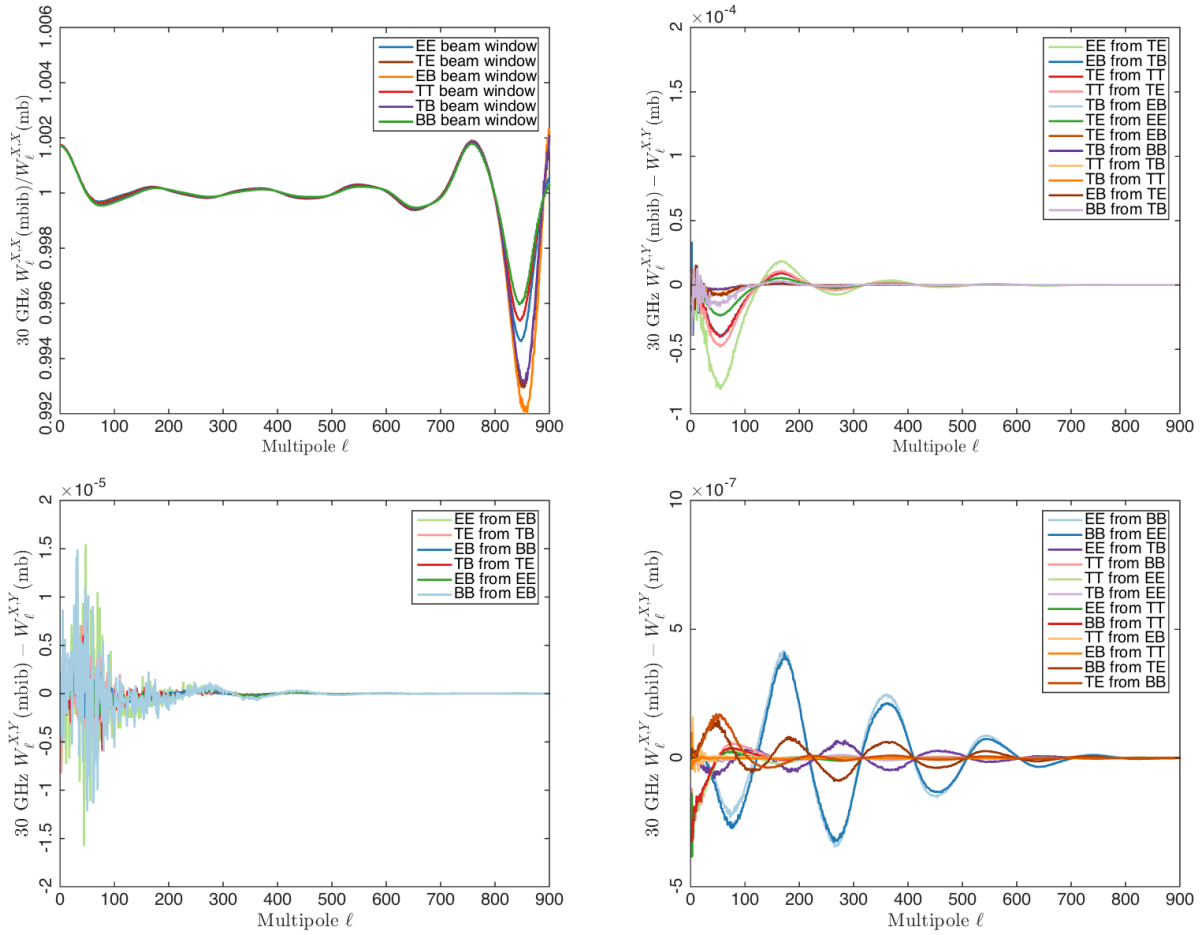 30 GHz W_ℓ^{X,X}(mbib)/W_ℓ^{X,X}(mb)
1.006
1.004
1.002
1
0.998
0.996
0.994
0.992
EE beam window
TE beam window
EB beam window
TT beam window
TB beam window
BB beam window
0 100 200 300 400 500 600 700 800 900
Multipole ℓ
×10^{-4}
30 GHz W_ℓ^{X,Y}(mbib) − W_ℓ^{X,Y}(mb)
2
1.5
1
0.5
0
-0.5
-1
EE from TE
EB from TB
TE from TT
TT from TE
TB from EB
TE from EE
TE from EB
TB from BB
TT from TB
TB from TT
EB from TE
BB from TB
0 100 200 300 400 500 600 700 800 900
Multipole ℓ
×10^{-5}
30 GHz W_ℓ^{X,Y}(mbib) − W_ℓ^{X,Y}(mb)
2
1.5
1
0.5
0
-0.5
-1
-1.5
-2
EE from EB
TE from TB
EB from BB
TB from TE
EB from EE
BB from EB
0 100 200 300 400 500 600 700 800 900
Multipole ℓ
×10^{-7}
30 GHz W_ℓ^{X,Y}(mbib) − W_ℓ^{X,Y}(mb)
10
5
0
-5
EE from BB
BB from EE
EE from TB
TT from BB
TT from EE
TB from EE
EE from TT
BB from TT
TT from EB
EB from TT
BB from TE
TE from BB
0 100 200 300 400 500 600 700 800 900
Multipole ℓ